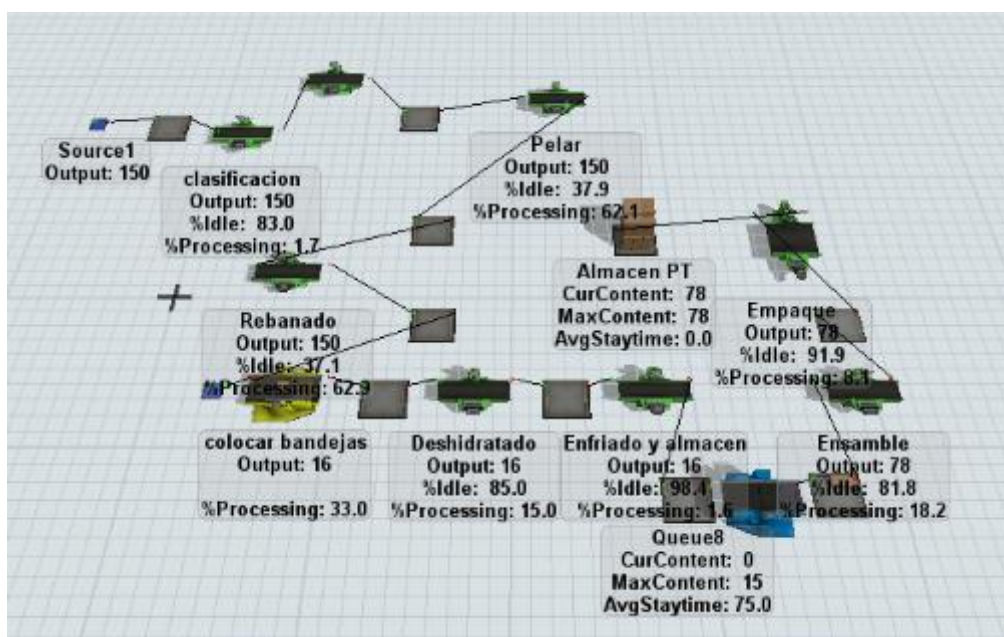 Source1
Output: 150
clasificacion
Output: 150
%Idle: 83.0
%Processing: 1.7
Pelar
Output: 150
%Idle: 37.9
%Processing: 62.1
Almacen PT
CurContent: 78
MaxContent: 78
AvgStaytime: 0.0
Empaque
Output: 78
%Idle: 91.9
%Processing: 8.1
Rebanado
Output: 150
%Idle: 37.1
%Processing: 62.9
colocar bandejas
Output: 16
%Processing: 33.0
Deshidratado
Output: 16
%Idle: 85.0
%Processing: 15.0
Enfriado y almacen
Output: 16
%Idle: 98.4
%Processing: 1.6
Ensamble
Output: 78
%Idle: 81.8
%Processing: 18.2
Queue8
CurContent: 0
MaxContent: 15
AvgStaytime: 75.0